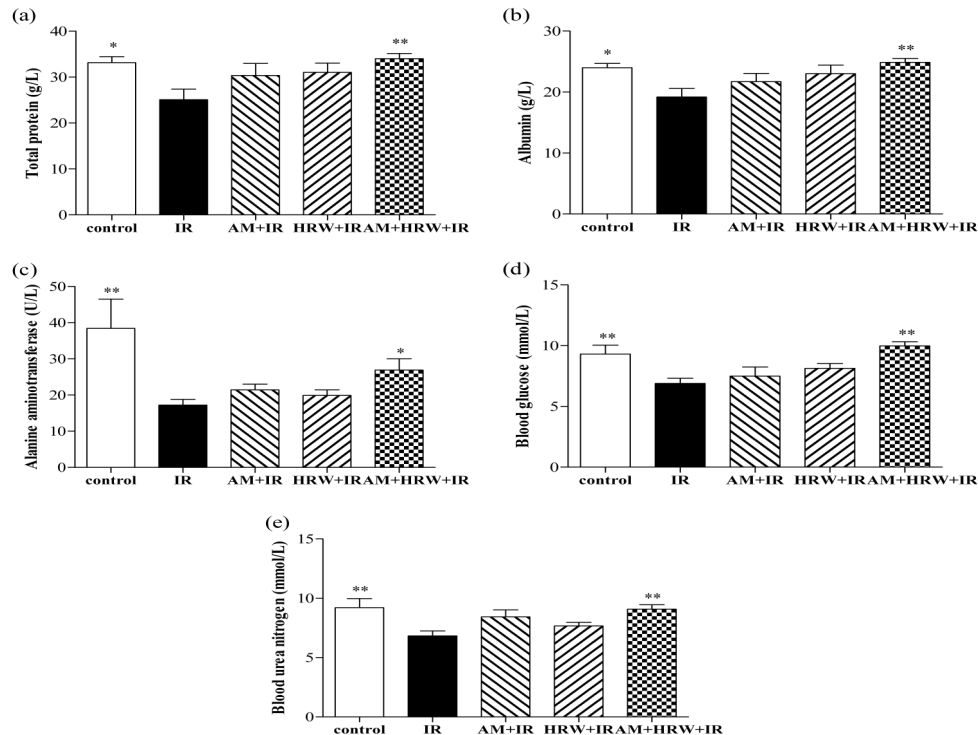 (a)
Total protein (g/L)
40
30
20
10
0
*
**
control IR AM+IR HRW+IR AM+HRW+IR
(b)
Albumin (g/L)
30
20
10
0
*
**
control IR AM+IR HRW+IR AM+HRW+IR
(c)
Alanine aminotransferase (U/L)
50
40
30
20
10
0
**
*
control IR AM+IR HRW+IR AM+HRW+IR
(d)
Blood glucose (mmol/L)
15
10
5
0
**
**
control IR AM+IR HRW+IR AM+HRW+IR
(e)
Blood urea nitrogen (mmol/L)
15
10
5
0
**
**
control IR AM+IR HRW+IR AM+HRW+IR